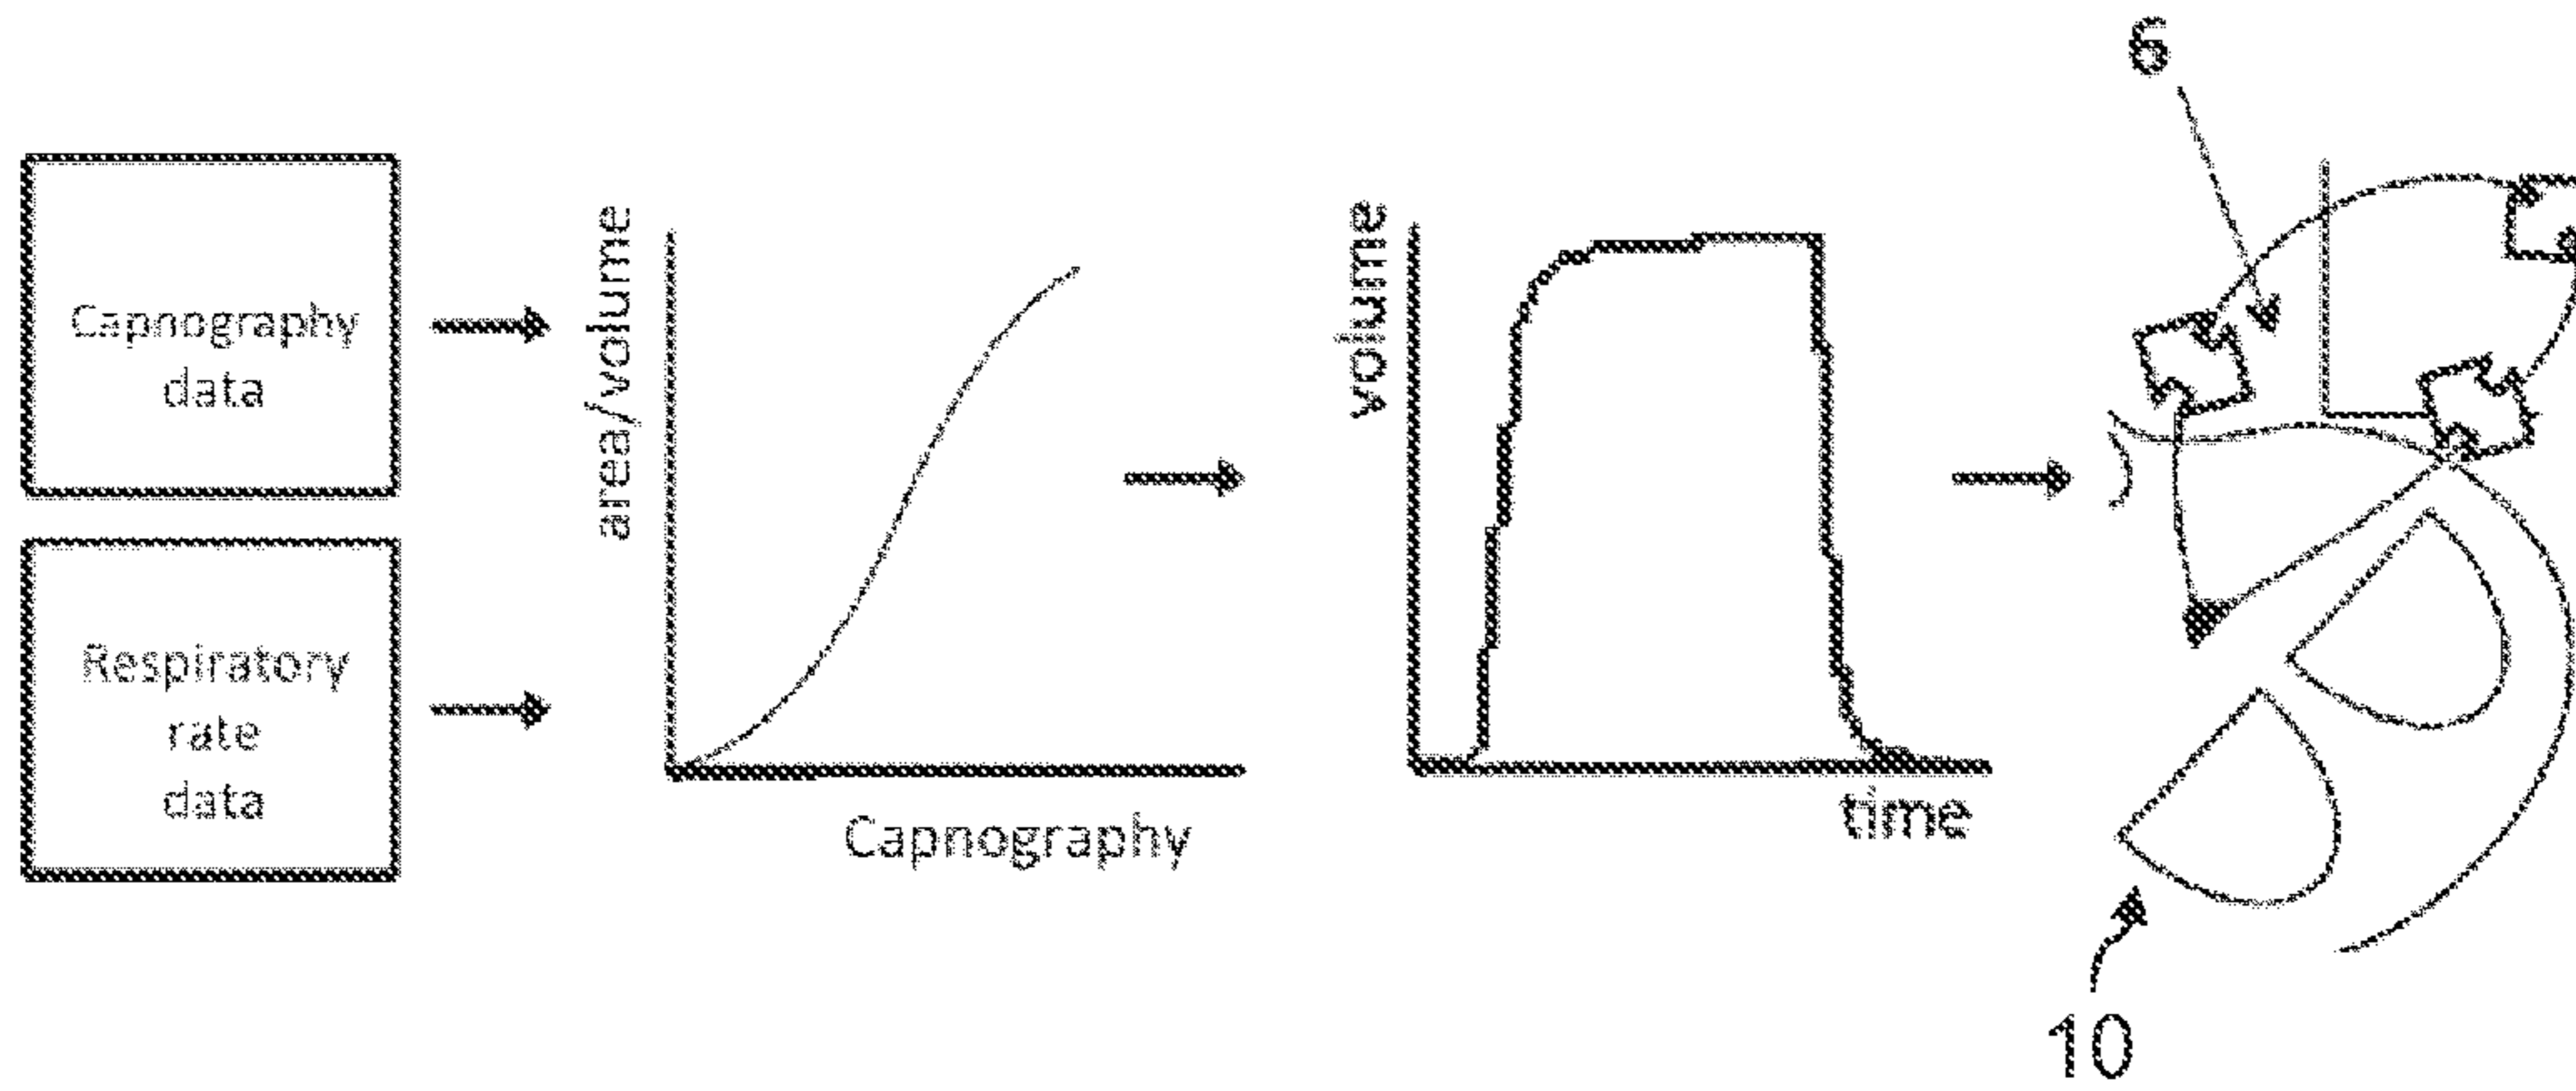 6
Capnography
data
Respiratory
rate
data
area/volume
Capnography
volume
time
10